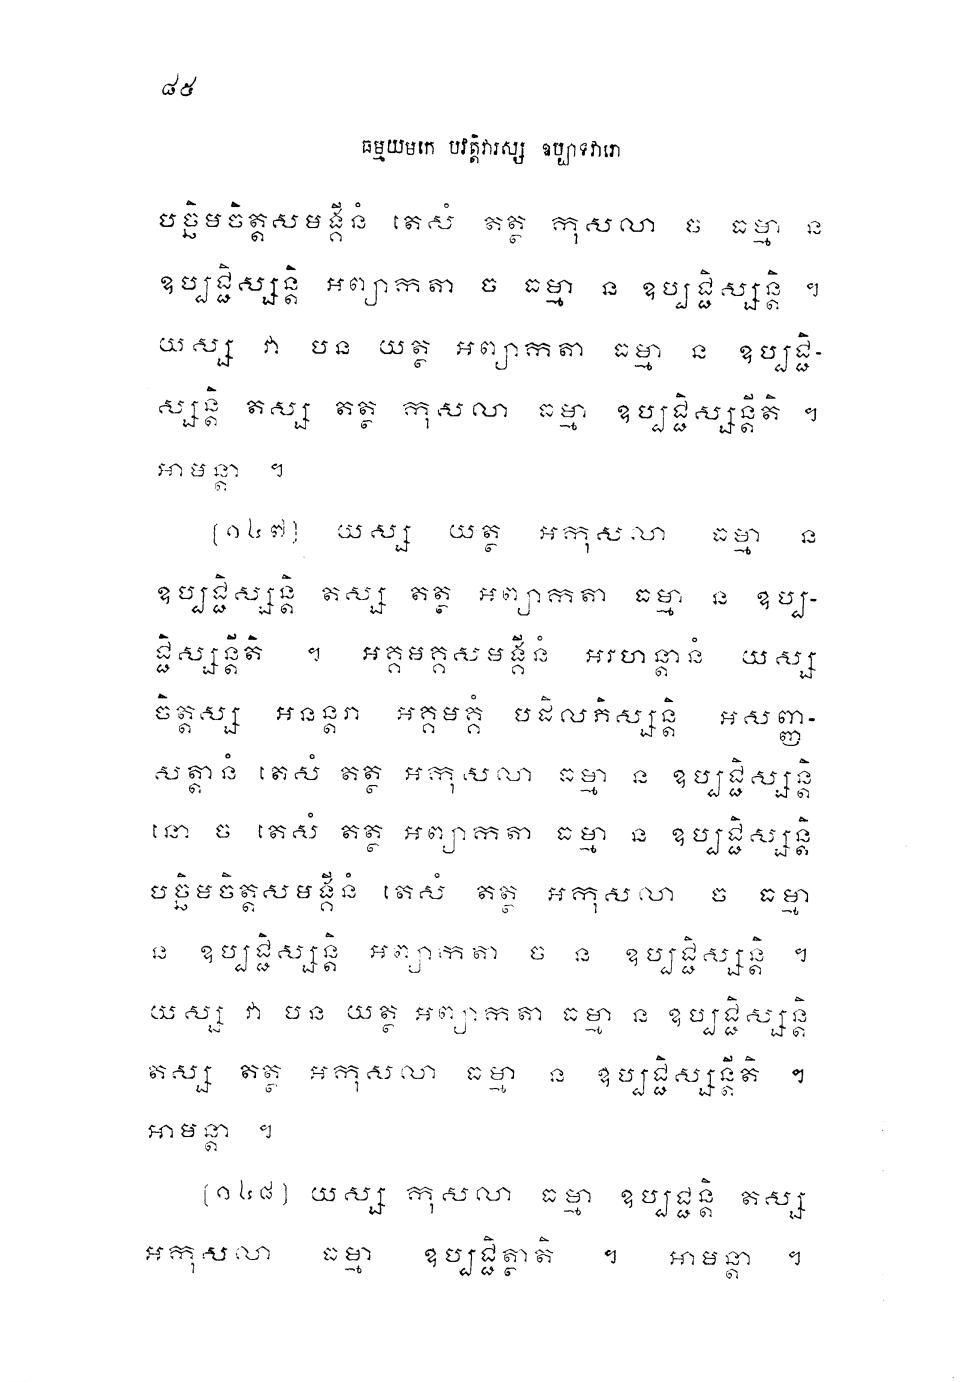 ៨៥
ធម្មយមកេ បវត្តិវារស្ស ឧប្បាទវារោ
បច្ឆិមចិត្តសមង្គីនំ តេសំ តត្ថ កុសលា ច ធម្មា ន
ឧប្បជ្ជិស្សន្តិ អព្យាកតា ច ធម្មា ន ឧប្បជ្ជិស្សន្តិ ។
យស្ស វា បន យត្ថ អព្យាកតា ធម្មា ន ឧប្បជ្ជិ-
ស្សន្តិ តស្ស តត្ថ កុសលា ធម្មា ឧប្បជ្ជិស្សន្តីតិ ។
អាមន្តា ។
[១៤៧] យស្ស យត្ថ អកុសលា ធម្មា ន
ឧប្បជ្ជិស្សន្តិ តស្ស តត្ថ អព្យាកតា ធម្មា ន ឧប្ប-
ជ្ជិស្សន្តីតិ ។ អគ្គមគ្គសមង្គីនំ អរហន្តានំ យស្ស
ចិត្តស្ស អនន្តរា អគ្គមគ្គំ បដិលភិស្សន្តិ អសញ្ញ-
សត្តានំ តេសំ តត្ថ អកុសលា ធម្មា ន ឧប្បជ្ជិស្សន្តិ
នោ ច តេសំ តត្ថ អព្យាកតា ធម្មា ន ឧប្បជ្ជិស្សន្តិ
បច្ឆិមចិត្តសមង្គីនំ តេសំ តត្ថ អកុសលា ច ធម្មា
ន ឧប្បជ្ជិស្សន្តិ អព្យាកតា ច ន ឧប្បជ្ជិស្សន្តិ ។
យស្ស វា បន យត្ថ អព្យាកតា ធម្មា ន ឧប្បជ្ជិស្សន្តិ
តស្ស តត្ថ អកុសលា ធម្មា ន ឧប្បជ្ជិស្សន្តីតិ ។
អាមន្តា ។
[១៤៨] យស្ស កុសលា ធម្មា ឧប្បជ្ជន្តិ តស្ស
អកុសលា ធម្មា ឧប្បជ្ជិត្ថាតិ ។ អាមន្តា ។